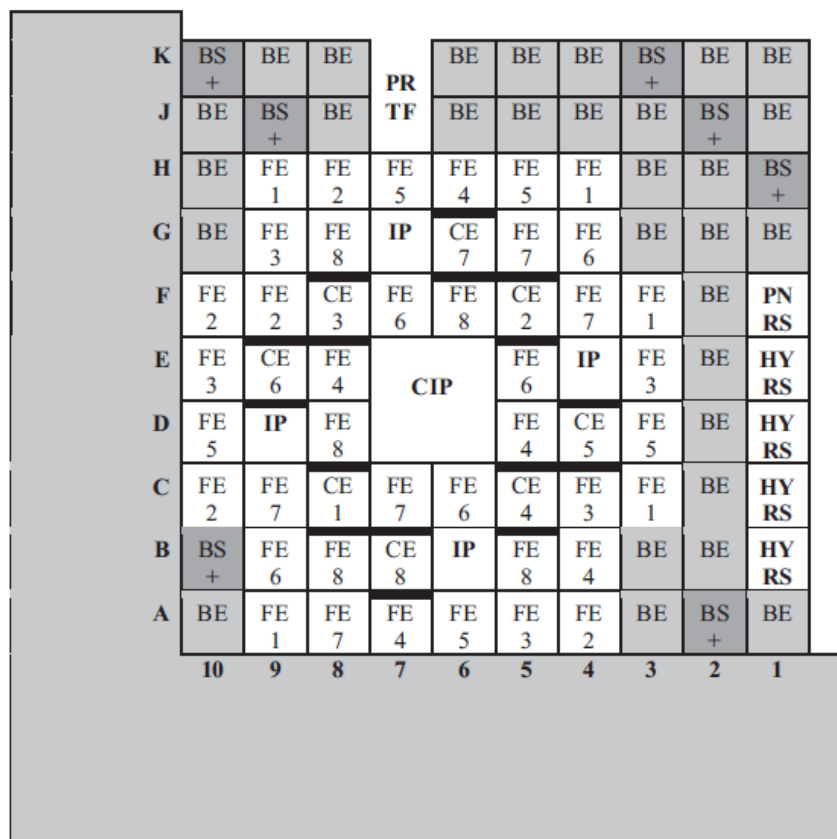 K BS + BE BE PR TF BE BE BE BS + BE BE
J BE BS + BE BE BE BE BE BS + BE
H BE FE 1 FE 2 FE 5 FE 4 FE 5 FE 1 BE BE BS +
G BE FE 3 FE 8 IP CE 7 FE 7 FE 6 BE BE BE
F FE 2 FE 2 CE 3 FE 6 FE 8 CE 2 FE 7 FE 1 BE PN RS
E FE 3 CE 6 FE 4 CIP FE 6 IP FE 3 BE HY RS
D FE 5 IP FE 8 FE 4 CE 5 FE 5 BE HY RS
C FE 2 FE 7 CE 1 FE 7 FE 6 CE 4 FE 3 FE 1 BE HY RS
B BS + FE 6 FE 8 CE 8 IP FE 8 FE 4 BE BE HY RS
A BE FE 1 FE 7 FE 4 FE 5 FE 3 FE 2 BE BS + BE
10 9 8 7 6 5 4 3 2 1